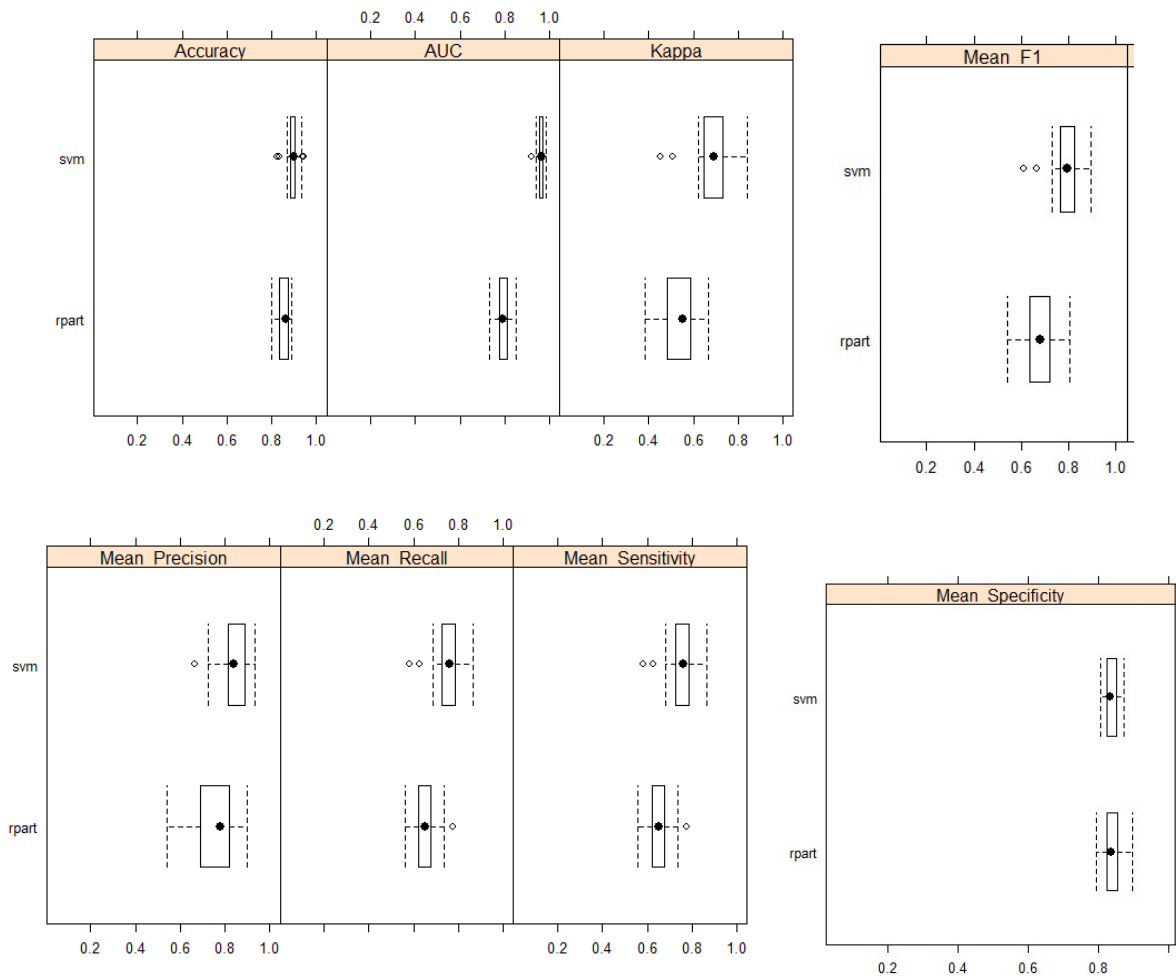 0.2 0.4 0.6 0.8 1.0
Accuracy AUC Kappa
svm
rpart
0.2 0.4 0.6 0.8 1.0 0.2 0.4 0.6 0.8 1.0
Mean F1
svm
rpart
0.2 0.4 0.6 0.8 1.0
0.2 0.4 0.6 0.8 1.0
Mean Precision Mean Recall Mean Sensitivity
svm
rpart
0.2 0.4 0.6 0.8 1.0 0.2 0.4 0.6 0.8 1.0
Mean Specificity
svm
rpart
0.2 0.4 0.6 0.8